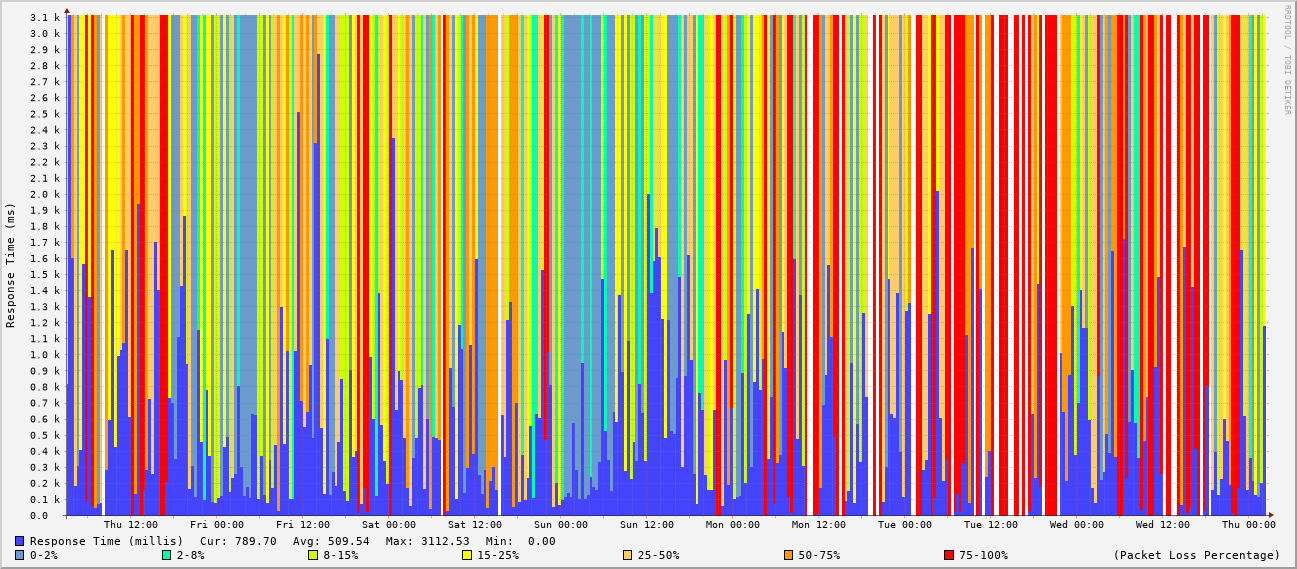 RRDTOOL / TOBI OETIKER
Response Time (ms)
3.1 k
3.0 k
2.9 k
2.8 k
2.7 k
2.6 k
2.5 k
2.4 k
2.3 k
2.2 k
2.1 k
2.0 k
1.9 k
1.8 k
1.7 k
1.6 k
1.5 k
1.4 k
1.3 k
1.2 k
1.1 k
1.0 k
0.9 k
0.8 k
0.7 k
0.6 k
0.5 k
0.4 k
0.3 k
0.2 k
0.1 k
0.0
Thu 12:00 Fri 00:00 Fri 12:00 Sat 00:00 Sat 12:00 Sun 00:00 Sun 12:00 Mon 00:00 Mon 12:00 Tue 00:00 Tue 12:00 Wed 00:00 Wed 12:00 Thu 00:00
Response Time (millis) Cur: 789.70 Avg: 509.54 Max: 3112.53 Min: 0.00
0-2% 2-8% 8-15% 15-25% 25-50% 50-75% 75-100% (Packet Loss Percentage)